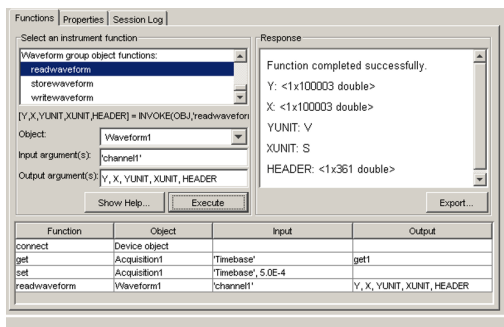 Functions Properties Session Log
Select an instrument function
Waveform group object functions:
readwaveform
storewaveform
writewaveform
[Y,X,YUNIT,XUNIT,HEADER] = INVOKE(OBJ,'readwavefor
Object: Waveform1
Input argument(s): 'channel1'
Output argument(s): Y, X, YUNIT, XUNIT, HEADER
Show Help... Execute
Response
Function completed successfully.
Y: <1x100003 double>
X: <1x100003 double>
YUNIT: V
XUNIT: S
HEADER: <1x361 double>
Export...
Function Object Input Output
connect Device object
get Acquisition1 'Timebase' get1
set Acquisition1 'Timebase', 5.0E-4
readwaveform Waveform1 'channel1' Y, X, YUNIT, XUNIT, HEADER